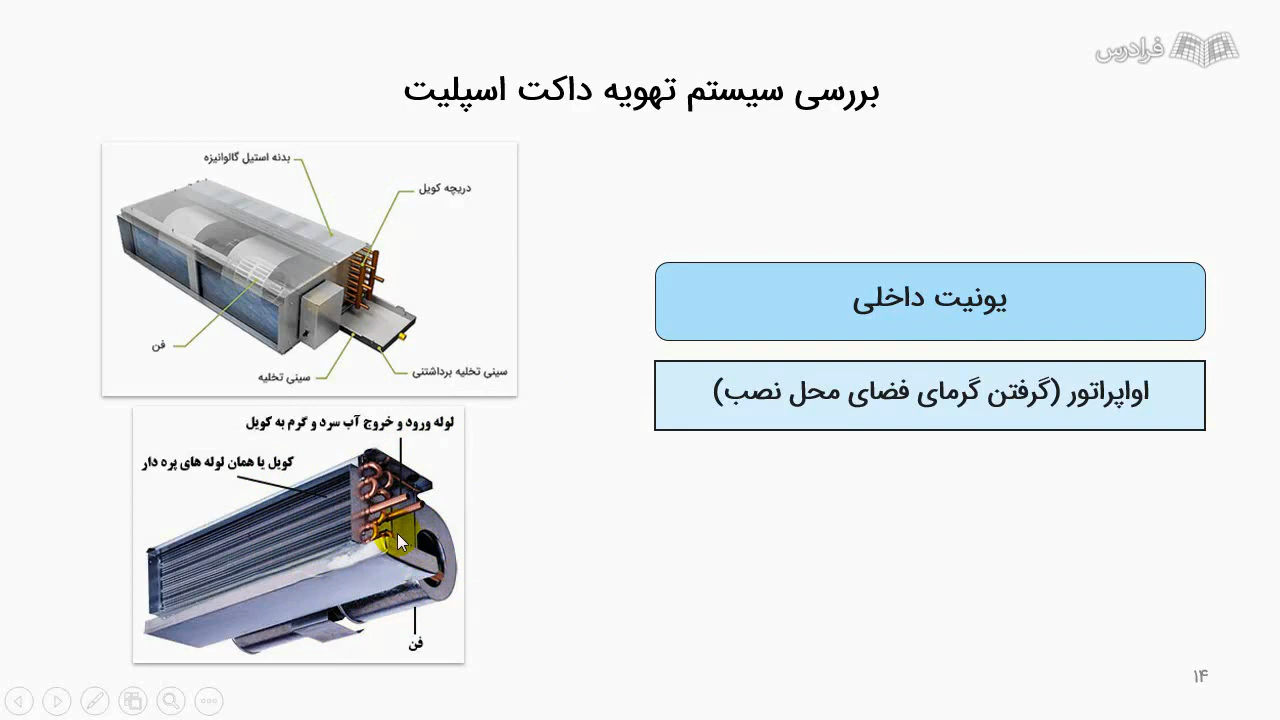 فرادرس
بررسی سیستم تهویه داکت اسپلیت
بدنه استیل گالوانیزه
دریچه کویل
فن
سینی تخلیه
سینی تخلیه برداشتنی
یونیت داخلی
اواپراتور (گرفتن گرمای فضای محل نصب)
لوله ورود و خروج آب سرد و گرم به کویل
کویل یا همان لوله های پره دار
فن
۱۴